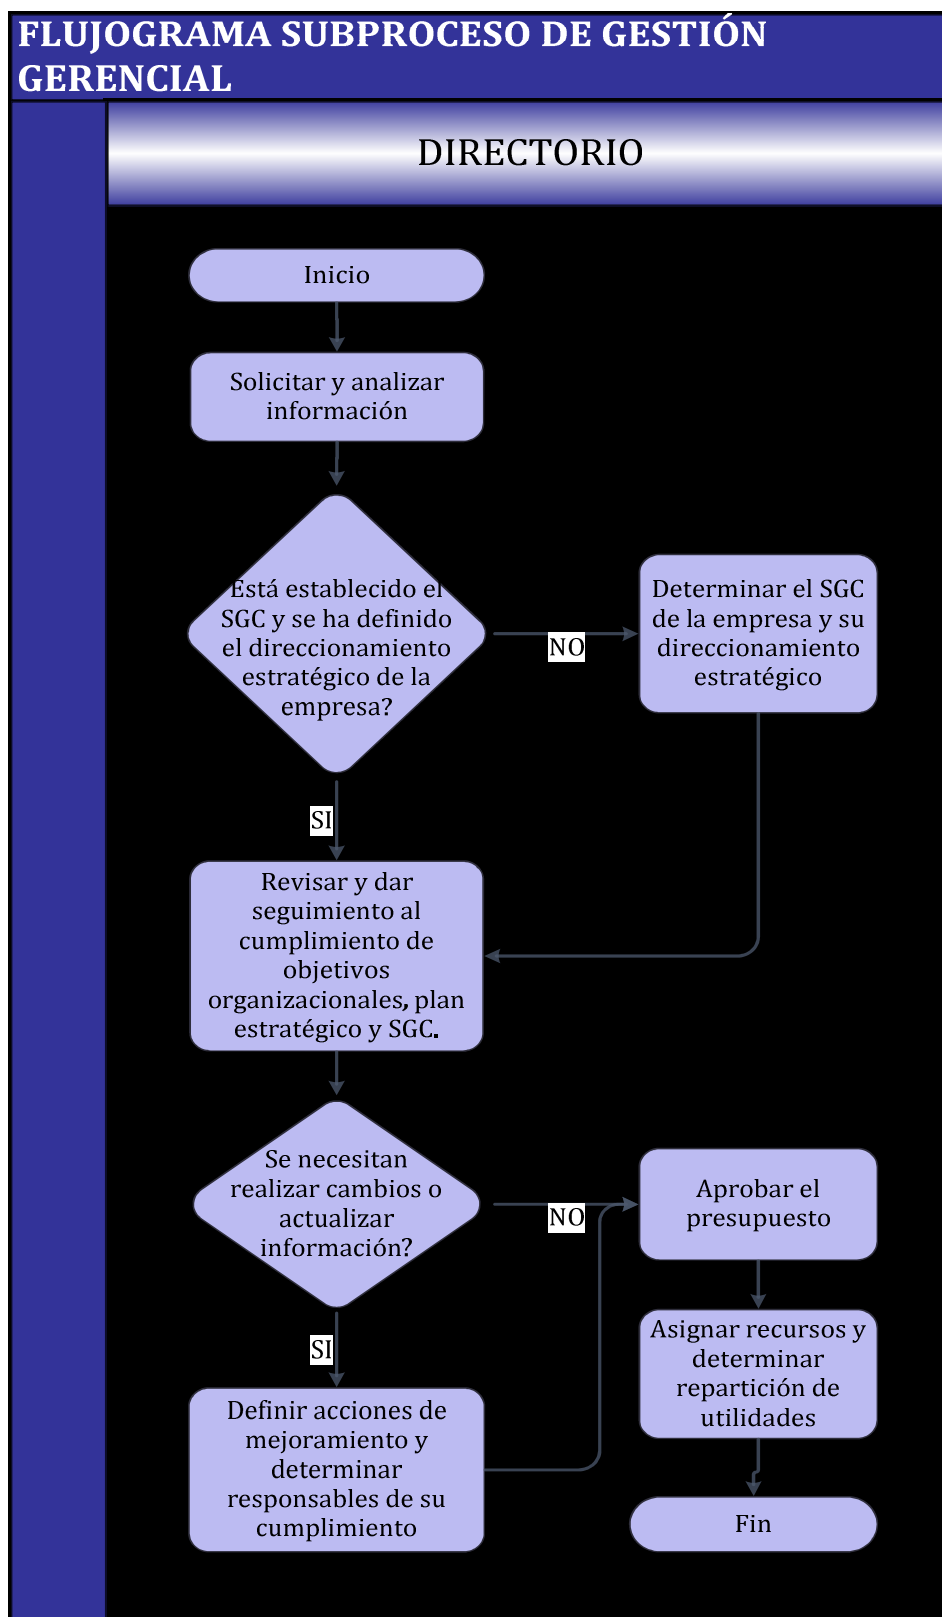 FLUJOGRAMA SUBPROCESO DE GESTIÓN
GERENCIAL
DIRECTORIO
Inicio
Solicitar y analizar
información
Está establecido el
SGC y se ha definido
el direccionamiento
estratégico de la
empresa?
NO
Determinar el SGC
de la empresa y su
direccionamiento
estratégico
SI
Revisar y dar
seguimiento al
cumplimiento de
objetivos
organizacionales, plan
estratégico y SGC.
Se necesitan
realizar cambios o
actualizar
información?
NO
Aprobar el
presupuesto
SI
Asignar recursos y
determinar
repartición de
utilidades
Definir acciones de
mejoramiento y
determinar
responsables de su
cumplimiento
Fin